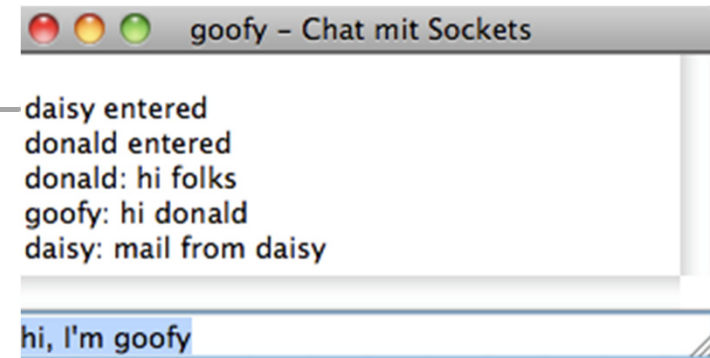 goofy – Chat mit Sockets
daisy entered
donald entered
donald: hi folks
goofy: hi donald
daisy: mail from daisy
hi, I'm goofy